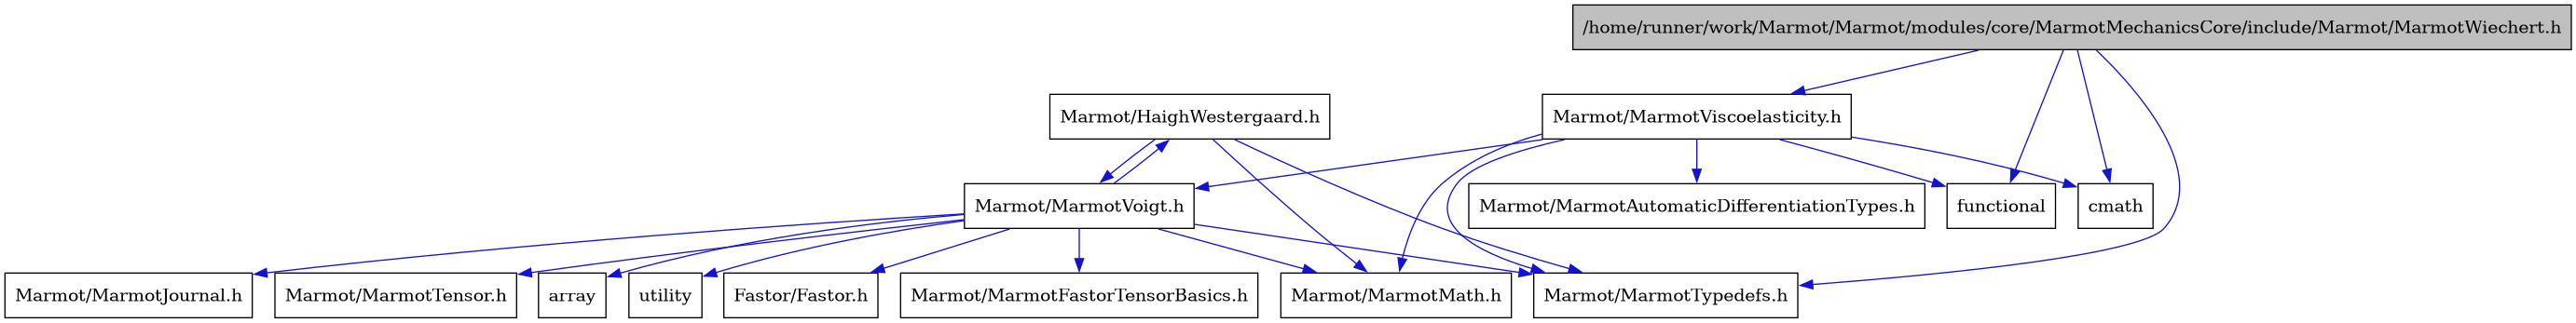 /home/runner/work/Marmot/Marmot/modules/core/MarmotMechanicsCore/include/Marmot/MarmotWiechert.h
Marmot/HaighWestergaard.h
Marmot/MarmotViscoelasticity.h
Marmot/MarmotVoigt.h
Marmot/MarmotAutomaticDifferentiationTypes.h
functional
cmath
Marmot/MarmotJournal.h
Marmot/MarmotTensor.h
array
utility
Fastor/Fastor.h
Marmot/MarmotFastorTensorBasics.h
Marmot/MarmotMath.h
Marmot/MarmotTypedefs.h